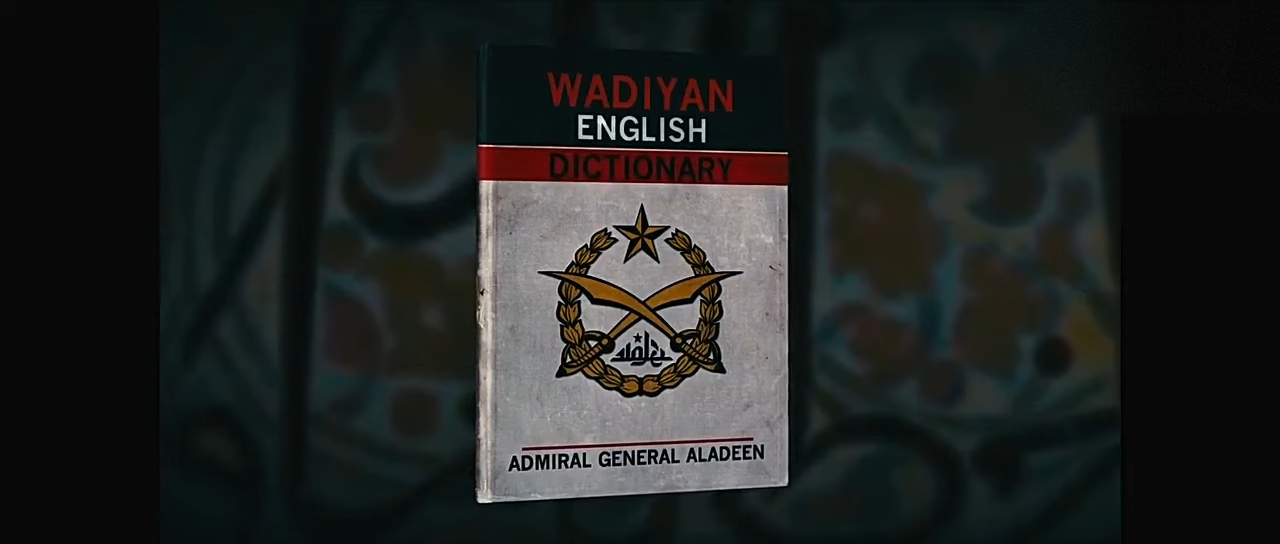 WADIYAN
ENGLISH
DICTIONARY
ADMIRAL GENERAL ALADEEN